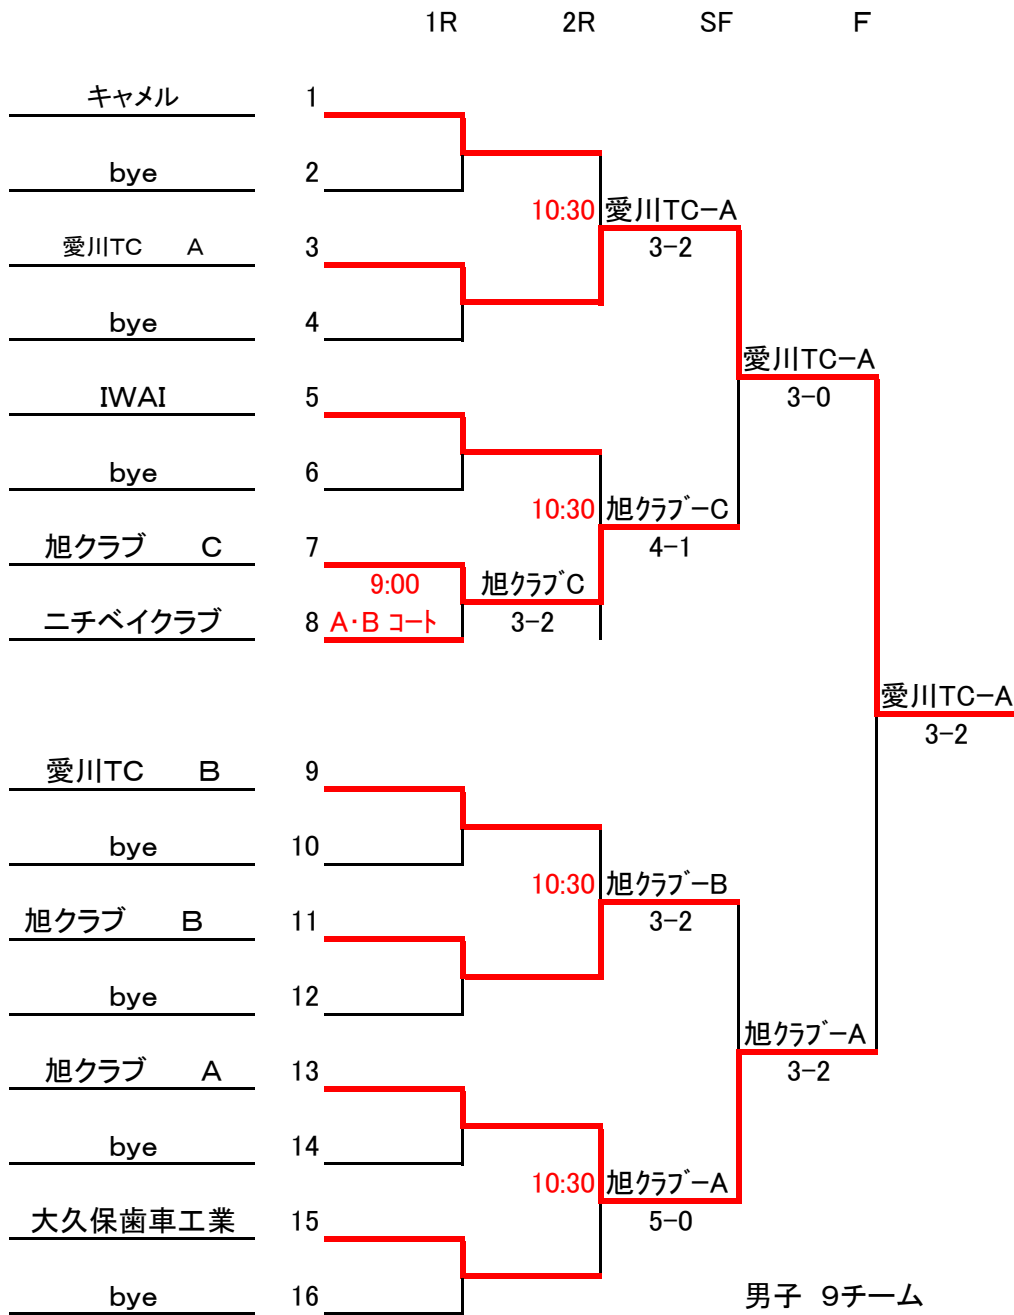 1R 2R SF F
キャメル 1
bye 2
10:30 愛川TC-A
3-2
愛川TC A 3
bye 4
愛川TC-A
3-0
IWAI 5
bye 6
10:30 旭クラブ-C
4-1
旭クラブ C 7
9:00 旭クラブC
ニチベイクラブ 8 A・B コート 3-2
愛川TC-A
3-2
愛川TC B 9
bye 10
10:30 旭クラブ-B
3-2
旭クラブ B 11
bye 12
旭クラブ-A
3-2
旭クラブ A 13
bye 14
10:30 旭クラブ-A
5-0
大久保歯車工業 15
bye 16
男子 9チーム